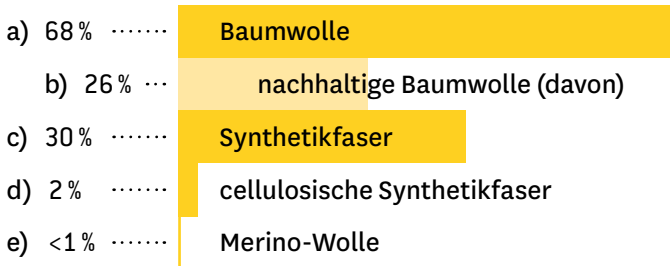 a) 68 % ······· Baumwolle
b) 26 % ··· nachhaltige Baumwolle (davon)
c) 30 % ······· Synthetikfaser
d) 2 % ······· cellulosische Synthetikfaser
e) <1 % ······· Merino-Wolle